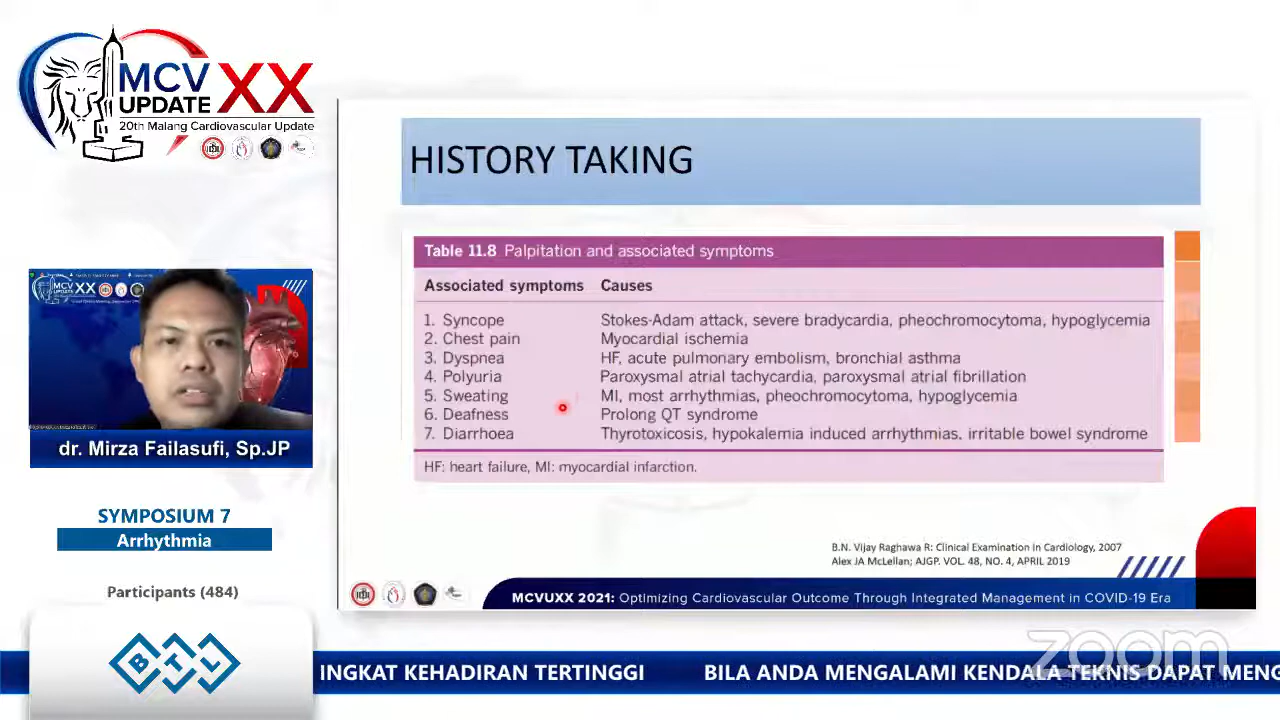 MCV XX
UPDATE
20th Malang Cardiovascular Update
HISTORY TAKING
Table 11.8 Palpitation and associated symptoms
Associated symptoms Causes
1. Syncope Stokes-Adam attack, severe bradycardia, pheochromocytoma, hypoglycemia
2. Chest pain Myocardial ischemia
3. Dyspnea HF, acute pulmonary embolism, bronchial asthma
4. Polyuria Paroxysmal atrial tachycardia, paroxysmal atrial fibrillation
5. Sweating MI, most arrhythmias, pheochromocytoma, hypoglycemia
6. Deafness Prolong QT syndrome
7. Diarrhoea Thyrotoxicosis, hypokalemia induced arrhythmias, irritable bowel syndrome
HF: heart failure, MI: myocardial infarction.
B.N. Vijay Raghawa R: Clinical Examination in Cardiology, 2007
Alex JA McLellan; AJGP. VOL. 48, NO. 4, APRIL 2019
MCVUXX 2021: Optimizing Cardiovascular Outcome Through Integrated Management in COVID-19 Era
MCV XX
UPDATE
dr. Mirza Failasufi, Sp.JP
SYMPOSIUM 7
Arrhythmia
Participants (484)
BTL
zoom
INGKAT KEHADIRAN TERTINGGI BILA ANDA MENGALAMI KENDALA TEKNIS DAPAT MENG